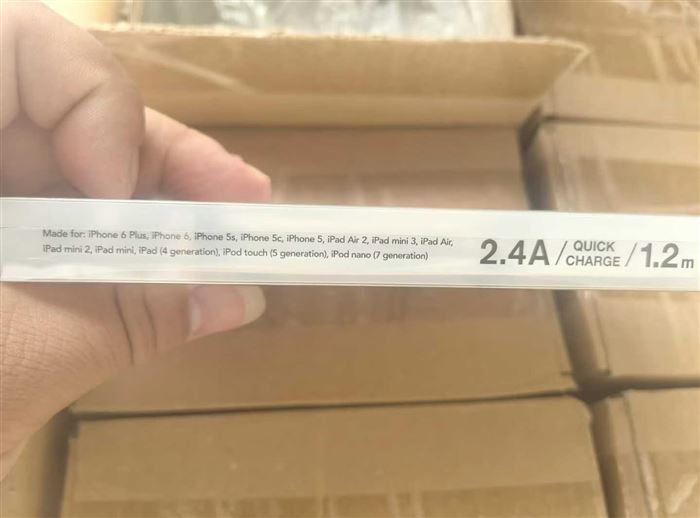 Made for: iPhone 6 Plus, iPhone 6, iPhone 5s, iPhone 5c, iPhone 5, iPad Air 2, iPad mini 3, iPad Air,
iPad mini 2, iPad mini, iPad (4 generation), iPod touch (5 generation), iPod nano (7 generation)
2.4A / QUICK CHARGE / 1.2 m